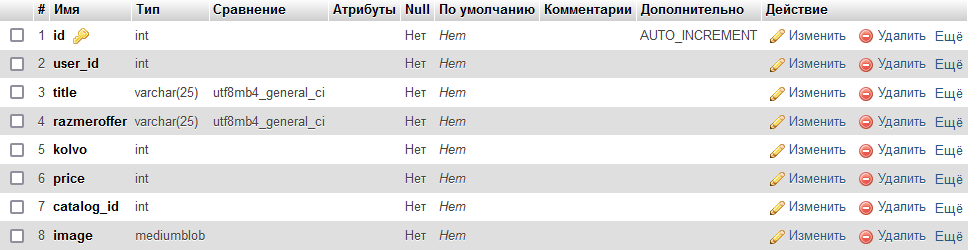 # Имя Тип Сравнение Атрибуты Null По умолчанию Комментарии Дополнительно Действие
1 id int Нет Нет AUTO_INCREMENT Изменить Удалить Ещё
2 user_id int Нет Нет Изменить Удалить Ещё
3 title varchar(25) utf8mb4_general_ci Нет Нет Изменить Удалить Ещё
4 razmeroffer varchar(25) utf8mb4_general_ci Нет Нет Изменить Удалить Ещё
5 kolvo int Нет Нет Изменить Удалить Ещё
6 price int Нет Нет Изменить Удалить Ещё
7 catalog_id int Нет Нет Изменить Удалить Ещё
8 image mediumblob Нет Нет Изменить Удалить Ещё